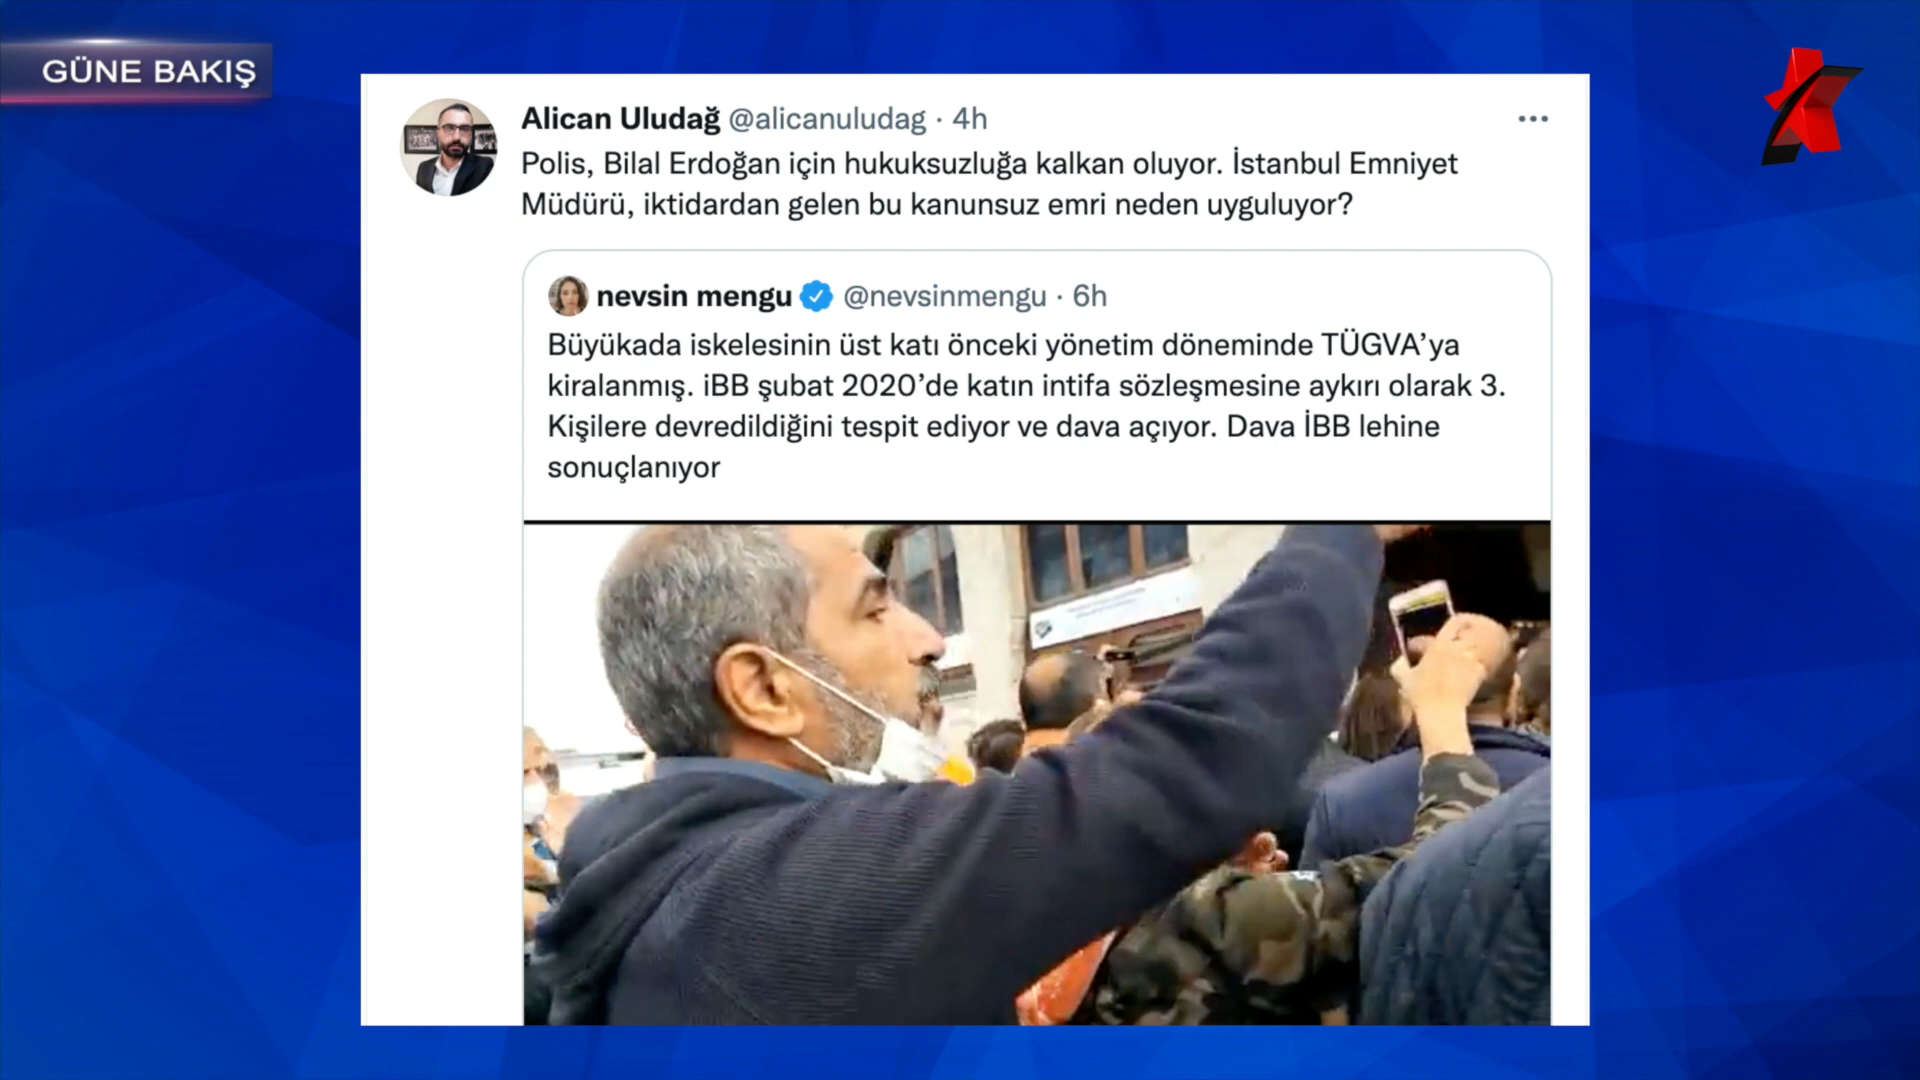 GÜNE BAKIŞ
Alican Uludağ @alicanuludag · 4h
Polis, Bilal Erdoğan için hukuksuzluğa kalkan oluyor. İstanbul Emniyet
Müdürü, iktidardan gelen bu kanunsuz emri neden uyguluyor?
nevsin mengu @nevsinmengu · 6h
Büyükada iskelesinin üst katı önceki yönetim döneminde TÜGVA’ya
kiralanmış. iBB şubat 2020’de katın intifa sözleşmesine aykırı olarak 3.
Kişilere devredildiğini tespit ediyor ve dava açıyor. Dava İBB lehine
sonuçlanıyor